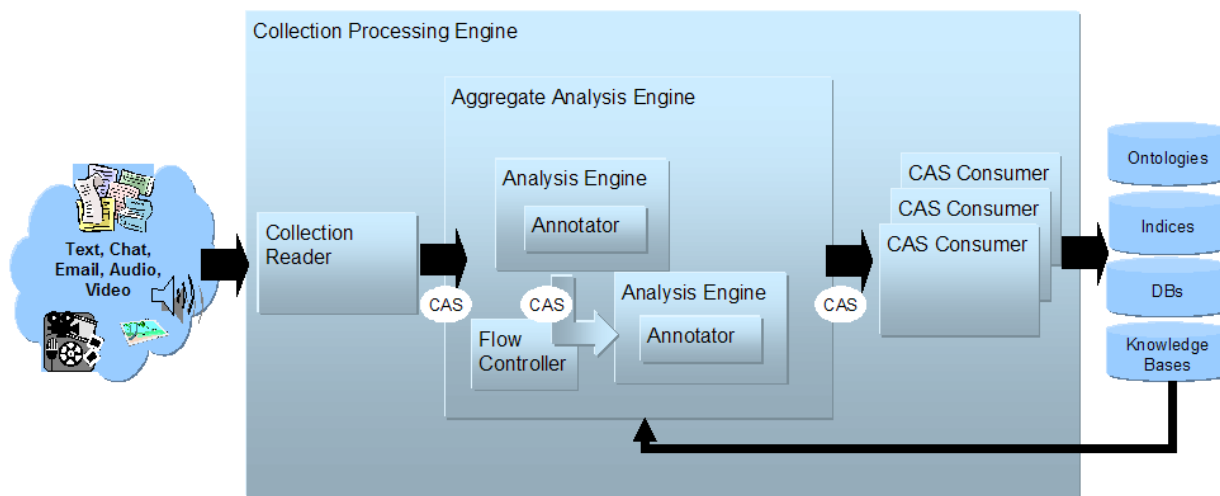 Collection Processing Engine
Aggregate Analysis Engine
Text, Chat,
Email, Audio,
Video
Collection
Reader
CAS
Analysis Engine
Annotator
CAS
Flow
Controller
Analysis Engine
Annotator
CAS
CAS Consumer
CAS Consumer
CAS Consumer
Ontologies
Indices
DBs
Knowledge
Bases